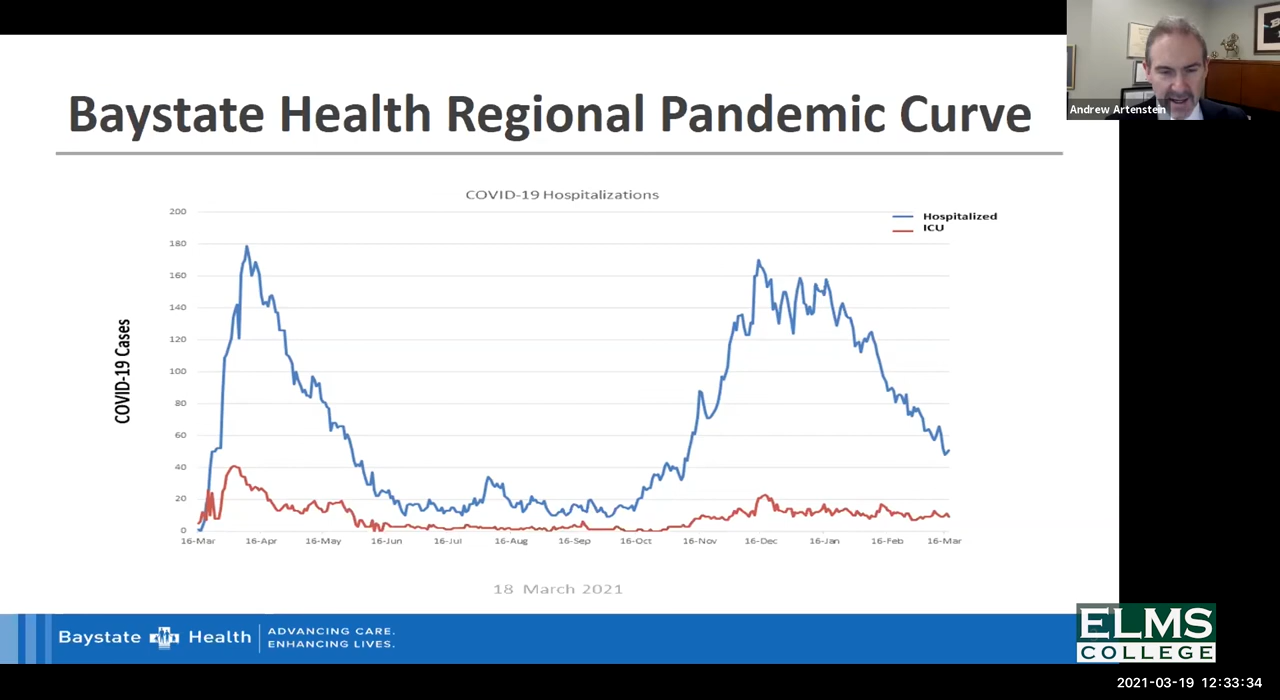 Baystate Health Regional Pandemic Curve
Andrew Artenstein
COVID-19 Hospitalizations
Hospitalized
ICU
COVID-19 Cases
200
180
160
140
120
100
80
60
40
20
0
16-Mar 16-Apr 16-May 16-Jun 16-Jul 16-Aug 16-Sep 16-Oct 16-Nov 16-Dec 16-Jan 16-Feb 16-Mar
18 March 2021
Baystate Health
ADVANCING CARE.
ENHANCING LIVES.
ELMS
COLLEGE
2021-03-19 12:33:34